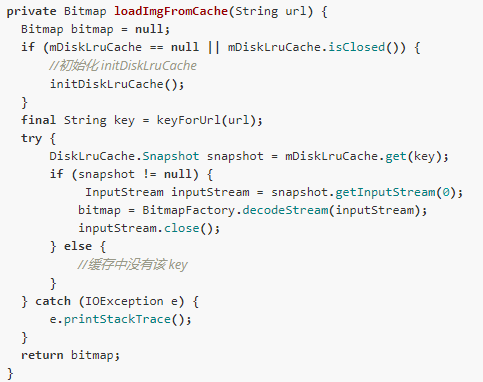 private Bitmap loadImgFromCache(String url) {
  Bitmap bitmap = null;
  if (mDiskLruCache == null || mDiskLruCache.isClosed()) {
      //初始化 initDiskLruCache
      initDiskLruCache();
  }
  final String key = keyForUrl(url);
  try {
      DiskLruCache.Snapshot snapshot = mDiskLruCache.get(key);
      if (snapshot != null) {
           InputStream inputStream = snapshot.getInputStream(0);
          bitmap = BitmapFactory.decodeStream(inputStream);
          inputStream.close();
      } else {
          //缓存中没有该 key
      }
  } catch (IOException e) {
      e.printStackTrace();
  }
  return bitmap;
}